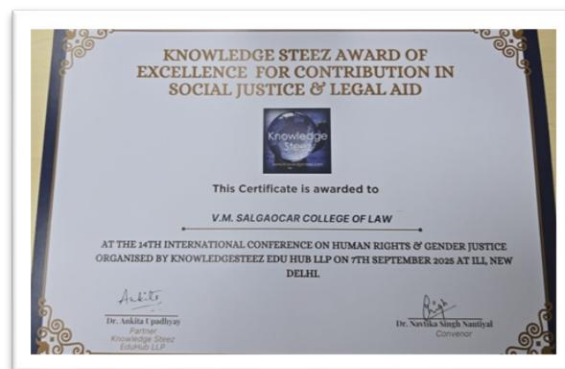 KNOWLEDGE STEEZ AWARD OF
EXCELLENCE FOR CONTRIBUTION IN
SOCIAL JUSTICE & LEGAL AID
Knowledge
Steez
This Certificate is awarded to
V.M. SALGAOCAR COLLEGE OF LAW
AT THE 14TH INTERNATIONAL CONFERENCE ON HUMAN RIGHTS & GENDER JUSTICE
ORGANISED BY KNOWLEDGESTEEZ EDU HUB LLP ON 7TH SEPTEMBER 2025 AT ILI, NEW
DELHI.
Ankita
Dr. Ankita Upadhyay
Partner
Knowledge Steez
EduHub LLP
Dr. Navtika Singh Nautiyal
Convenor